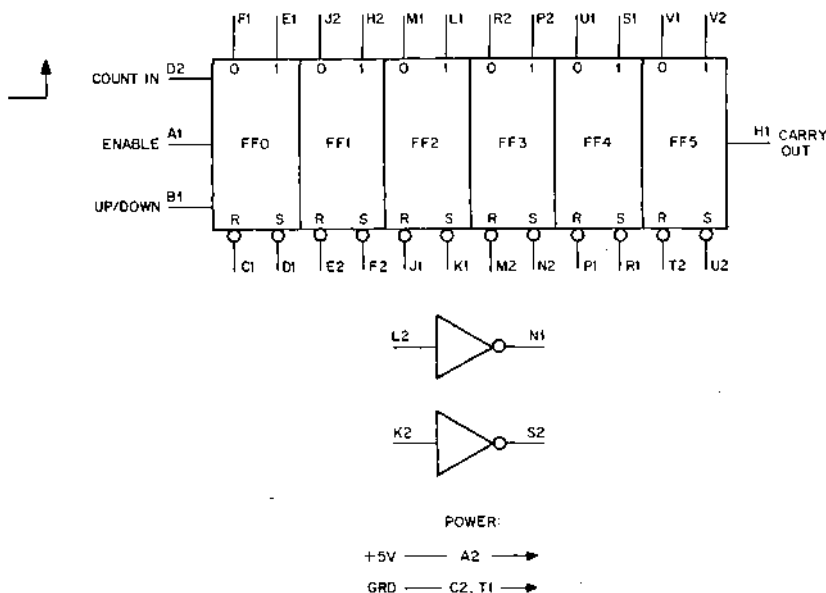 F1 E1 J2 H2 M1 L1 R2 P2 U1 S1 V1 V2
0 1 0 1 0 1 0 1 0 1 0 1
COUNT IN D2
ENABLE A1 FF0 FF1 FF2 FF3 FF4 FF5 H1 CARRY OUT
UP/DOWN B1
R S R S R S R S R S R S
C1 D1 E2 F2 J1 K1 M2 N2 P1 R1 T2 U2
L2 N1
K2 S2
POWER:
+5V A2
GRD C2, T1